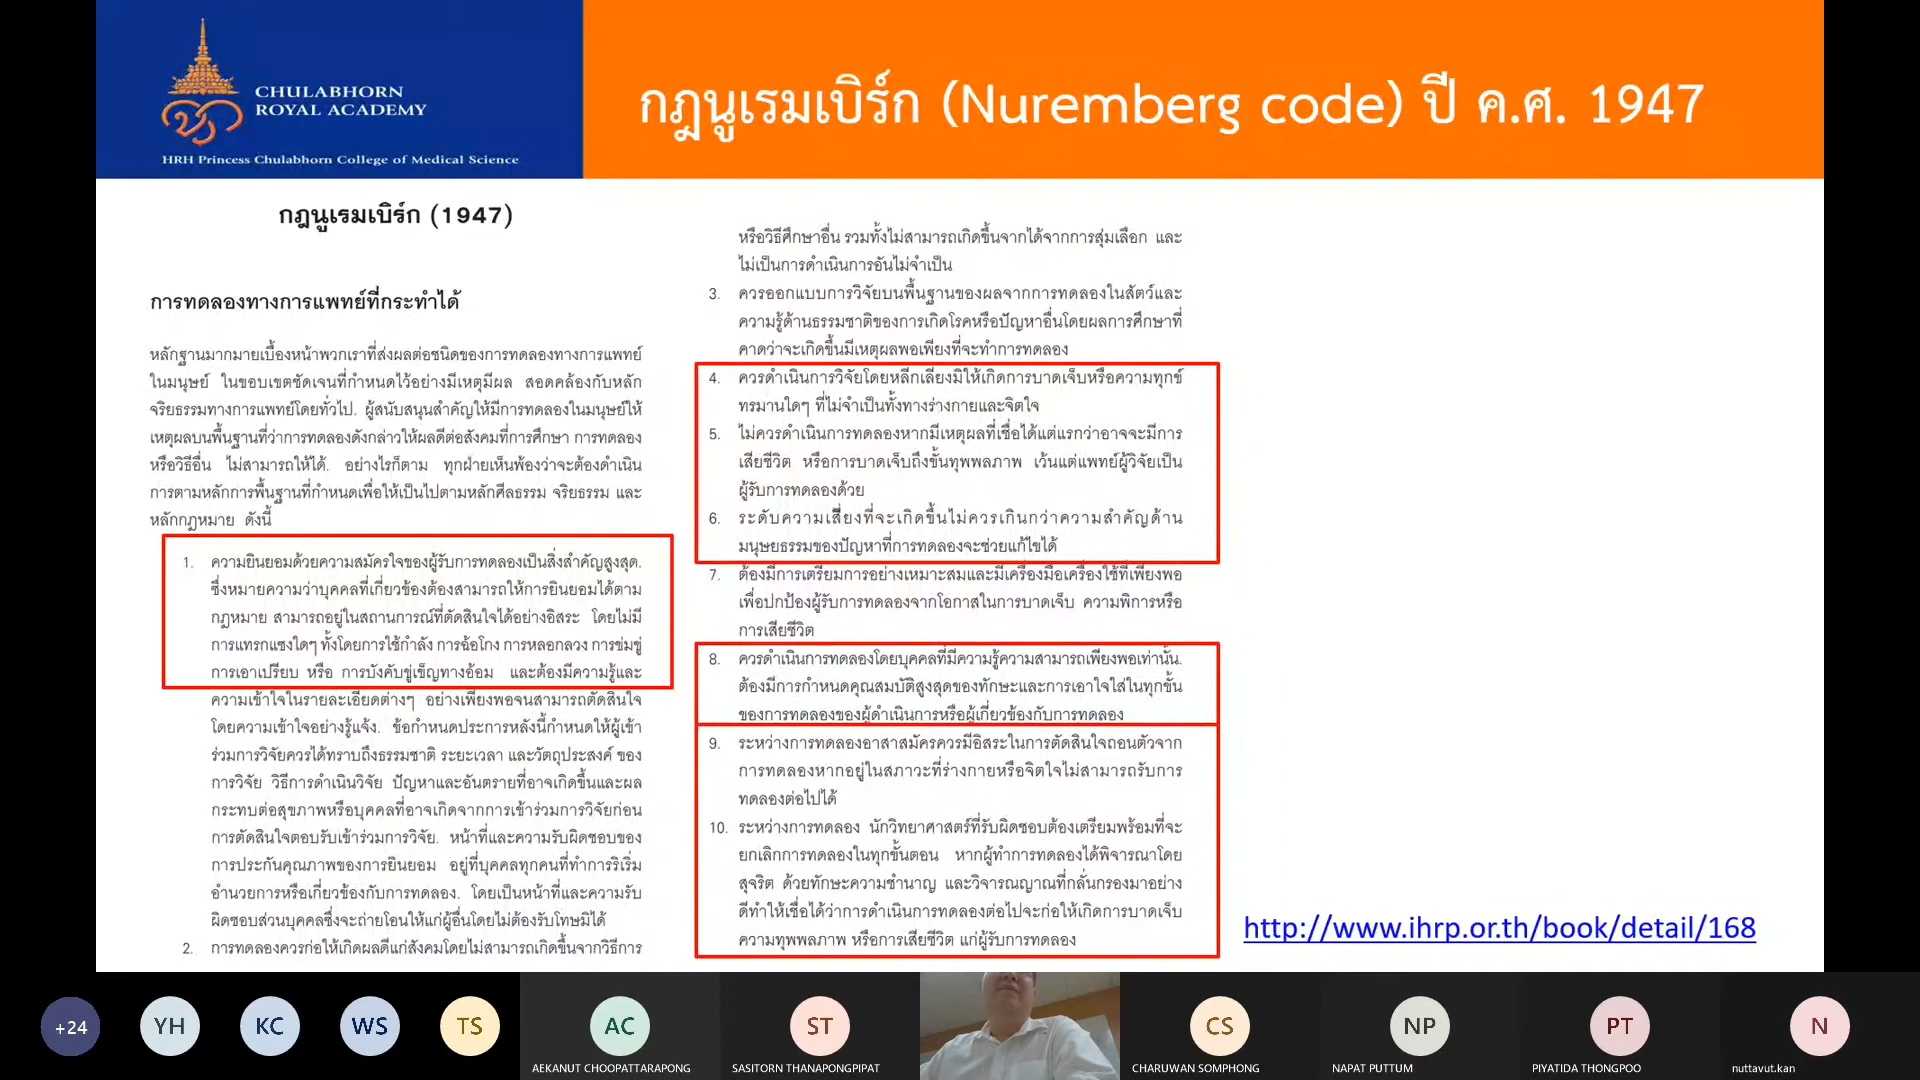 CHULABHORN
ROYAL ACADEMY
HRH Princess Chulabhorn College of Medical Science
กฎนูเรมเบิร์ก (Nuremberg code) ปี ค.ศ. 1947
กฎนูเรมเบิร์ก (1947)
การทดลองทางการแพทย์ที่กระทำได้
หลักฐานมากมายเบื้องหน้าพวกเราที่ส่งผลต่อชนิดของการทดลองทางการแพทย์
ในมนุษย์ ในขอบเขตชัดเจนที่กำหนดไว้อย่างมีเหตุมีผล สอดคล้องกับหลัก
จริยธรรมทางการแพทย์โดยทั่วไป. ผู้สนับสนุนสำคัญให้มีการทดลองในมนุษย์ให้
เหตุผลบนพื้นฐานที่ว่าการทดลองดังกล่าวให้ผลดีต่อสังคมที่การศึกษา การทดลอง
หรือวิธีอื่น ไม่สามารถให้ได้. อย่างไรก็ตาม ทุกฝ่ายเห็นพ้องว่าจะต้องดำเนิน
การตามหลักการพื้นฐานที่กำหนดเพื่อให้เป็นไปตามหลักศีลธรรม จริยธรรม และ
หลักกฎหมาย ดังนี้
1. ความยินยอมด้วยความสมัครใจของผู้รับการทดลองเป็นสิ่งสำคัญสูงสุด.
ซึ่งหมายความว่าบุคคลที่เกี่ยวข้องต้องสามารถให้การยินยอมได้ตาม
กฎหมาย สามารถอยู่ในสถานการณ์ที่ตัดสินใจได้อย่างอิสระ โดยไม่มี
การแทรกแซงใดๆ ทั้งโดยการใช้กำลัง การฉ้อโกง การหลอกลวง การข่มขู่
การเอาเปรียบ หรือ การบังคับขู่เข็ญทางอ้อม และต้องมีความรู้และ
ความเข้าใจในรายละเอียดต่างๆ อย่างเพียงพอจนสามารถตัดสินใจ
โดยความเข้าใจอย่างรู้แจ้ง. ข้อกำหนดประการหลังนี้กำหนดให้ผู้เข้า
ร่วมการวิจัยควรได้ทราบถึงธรรมชาติ ระยะเวลา และวัตถุประสงค์ ของ
การวิจัย วิธีการดำเนินวิจัย ปัญหาและอันตรายที่อาจเกิดขึ้นและผล
กระทบต่อสุขภาพหรือบุคคลที่อาจเกิดจากการเข้าร่วมการวิจัยก่อน
การตัดสินใจตอบรับเข้าร่วมการวิจัย. หน้าที่และความรับผิดชอบของ
การประกันคุณภาพของการยินยอม อยู่ที่บุคคลทุกคนที่ทำการริเริ่ม
อำนวยการหรือเกี่ยวข้องกับการทดลอง. โดยเป็นหน้าที่และความรับ
ผิดชอบส่วนบุคคลซึ่งจะถ่ายโอนให้แก่ผู้อื่นโดยไม่ต้องรับโทษมิได้
2. การทดลองควรก่อให้เกิดผลดีแก่สังคมโดยไม่สามารถเกิดขึ้นจากวิธีการ
หรือวิธีศึกษาอื่น รวมทั้งไม่สามารถเกิดขึ้นจากได้จากการสุ่มเลือก และ
ไม่เป็นการดำเนินการอันไม่จำเป็น
3. ควรออกแบบการวิจัยบนพื้นฐานของผลจากการทดลองในสัตว์และ
ความรู้ด้านธรรมชาติของการเกิดโรคหรือปัญหาอื่นโดยผลการศึกษาที่
คาดว่าจะเกิดขึ้นมีเหตุผลพอเพียงที่จะทำการทดลอง
4. ควรดำเนินการวิจัยโดยหลีกเลี่ยงมิให้เกิดการบาดเจ็บหรือความทุกข์
ทรมานใดๆ ที่ไม่จำเป็นทั้งทางร่างกายและจิตใจ
5. ไม่ควรดำเนินการทดลองหากมีเหตุผลที่เชื่อได้แต่แรกว่าอาจจะมีการ
เสียชีวิต หรือการบาดเจ็บถึงขั้นทุพพลภาพ เว้นแต่แพทย์ผู้วิจัยเป็น
ผู้รับการทดลองด้วย
6. ระดับความเสี่ยงที่จะเกิดขึ้นไม่ควรเกินกว่าความสำคัญด้าน
มนุษยธรรมของปัญหาที่การทดลองจะช่วยแก้ไขได้
7. ต้องมีการเตรียมการอย่างเหมาะสมและมีเครื่องมือเครื่องใช้ที่เพียงพอ
เพื่อปกป้องผู้รับการทดลองจากโอกาสในการบาดเจ็บ ความพิการหรือ
การเสียชีวิต
8. ควรดำเนินการทดลองโดยบุคคลที่มีความรู้ความสามารถเพียงพอเท่านั้น.
ต้องมีการกำหนดคุณสมบัติสูงสุดของทักษะและการเอาใจใส่ในทุกขั้น
ของการทดลองของผู้ดำเนินการหรือผู้เกี่ยวข้องกับการทดลอง
9. ระหว่างการทดลองอาสาสมัครควรมีอิสระในการตัดสินใจถอนตัวจาก
การทดลองหากอยู่ในสภาวะที่ร่างกายหรือจิตใจไม่สามารถรับการ
ทดลองต่อไปได้
10. ระหว่างการทดลอง นักวิทยาศาสตร์ที่รับผิดชอบต้องเตรียมพร้อมที่จะ
ยกเลิกการทดลองในทุกขั้นตอน หากผู้ทำการทดลองได้พิจารณาโดย
สุจริต ด้วยทักษะความชำนาญ และวิจารณญาณที่กลั่นกรองมาอย่าง
ดีทำให้เชื่อได้ว่าการดำเนินการทดลองต่อไปจะก่อให้เกิดการบาดเจ็บ
ความทุพพลภาพ หรือการเสียชีวิต แก่ผู้รับการทดลอง
http://www.ihrp.or.th/book/detail/168
+24
YH
KC
WS
TS
AC
ST
CS
NP
PT
N
AEKANUT CHOOPATTARAPONG
SASITORN THANAPONGPIPAT
CHARUWAN SOMPHONG
NAPAT PUTTUM
PIYATIDA THONGPOO
nuttavut.kan